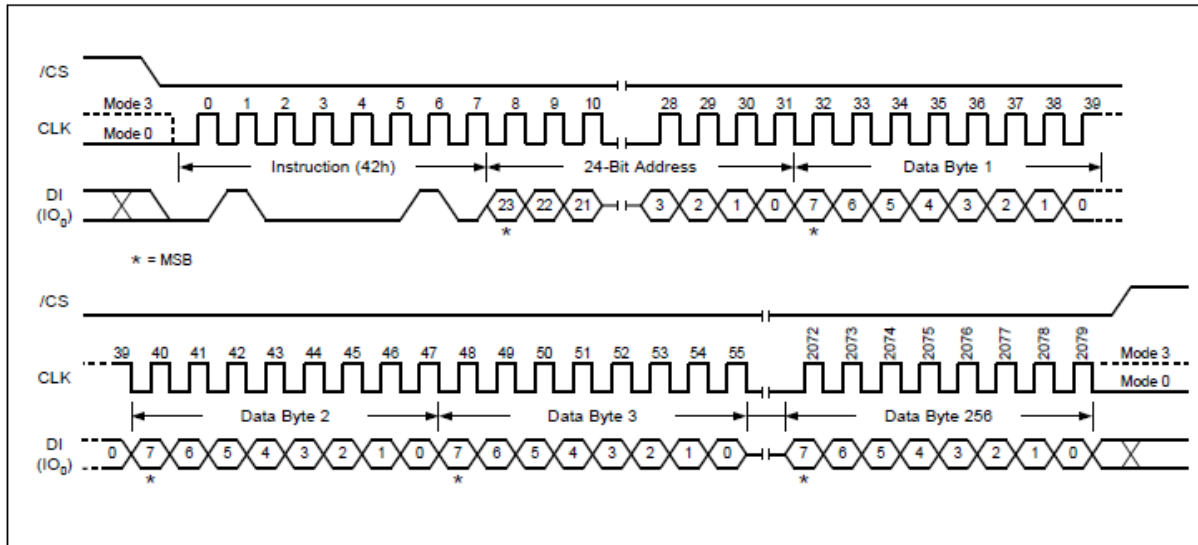 /CS
Mode 3 0 1 2 3 4 5 6 7 8 9 10 28 29 30 31 32 33 34 35 36 37 38 39
CLK Mode 0
Instruction (42h) 24-Bit Address Data Byte 1
DI
(IO0) 23 22 21 3 2 1 0 7 6 5 4 3 2 1 0
* *
* = MSB
/CS
39 40 41 42 43 44 45 46 47 48 49 50 51 52 53 54 55 2072 2073 2074 2075 2076 2077 2078 2079
Mode 3
CLK Mode 0
Data Byte 2 Data Byte 3 Data Byte 256
DI
(IO0) 0 7 6 5 4 3 2 1 0 7 6 5 4 3 2 1 0 7 6 5 4 3 2 1 0
* * *